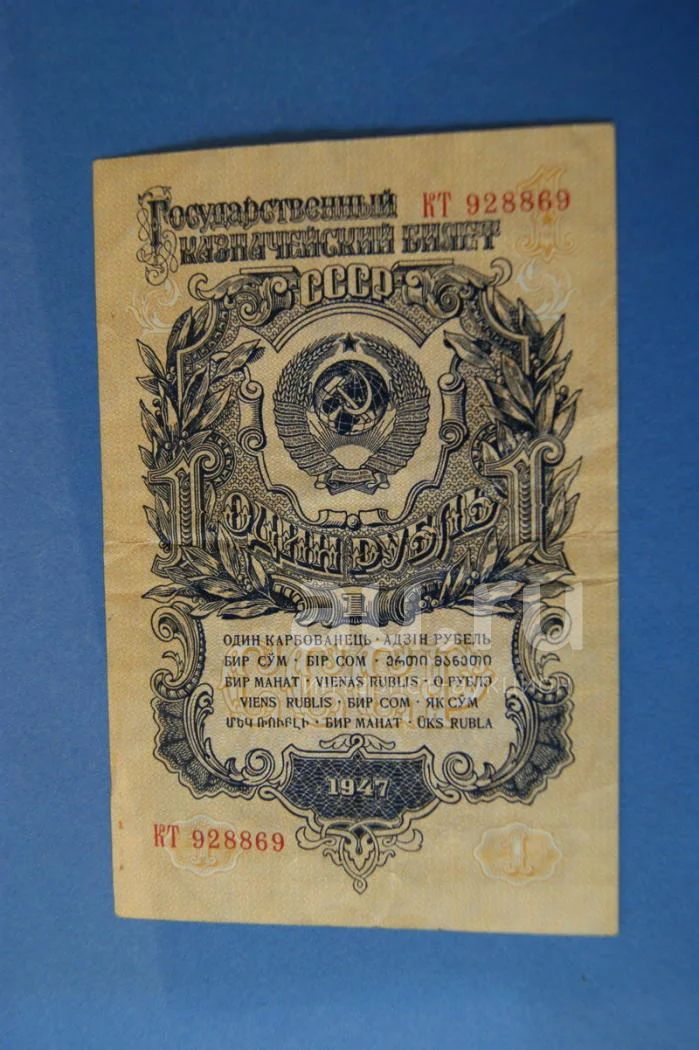 Государственный КТ 928869
казначейский билет
СССР
1 1
ОДИН РУБЛЬ
1
ОДИН КАРБОВАНЕЦЬ · АДЗІН РУБЕЛЬ
БИР СЎМ · БІР СОМ · ᲔᲠᲗᲘ ᲛᲐᲜᲔᲗᲘ
БИР МАНАТ · VIENAS RUBLIS · О РУБЛЭ
VIENS RUBLIS · БИР СОМ · ЯК СӮМ
ՄԵԿ ՌՈՒԲԼԻ · БИР МАНАТ · ÜKS RUBLA
1947
КТ 928869 1 1